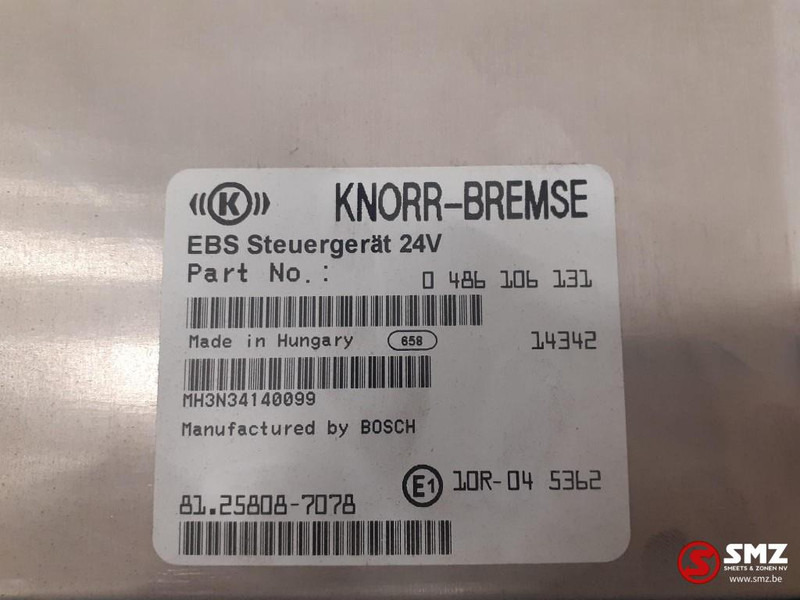 K KNORR-BREMSE
EBS Steuergerät 24V
Part No.: 0 486 106 131
Made in Hungary 658 14342
MH3N34140099
Manufactured by BOSCH
E1 10R-04 5362
81.25808-7078
SMZ
SMEETS & ZONEN NV
www.smz.be